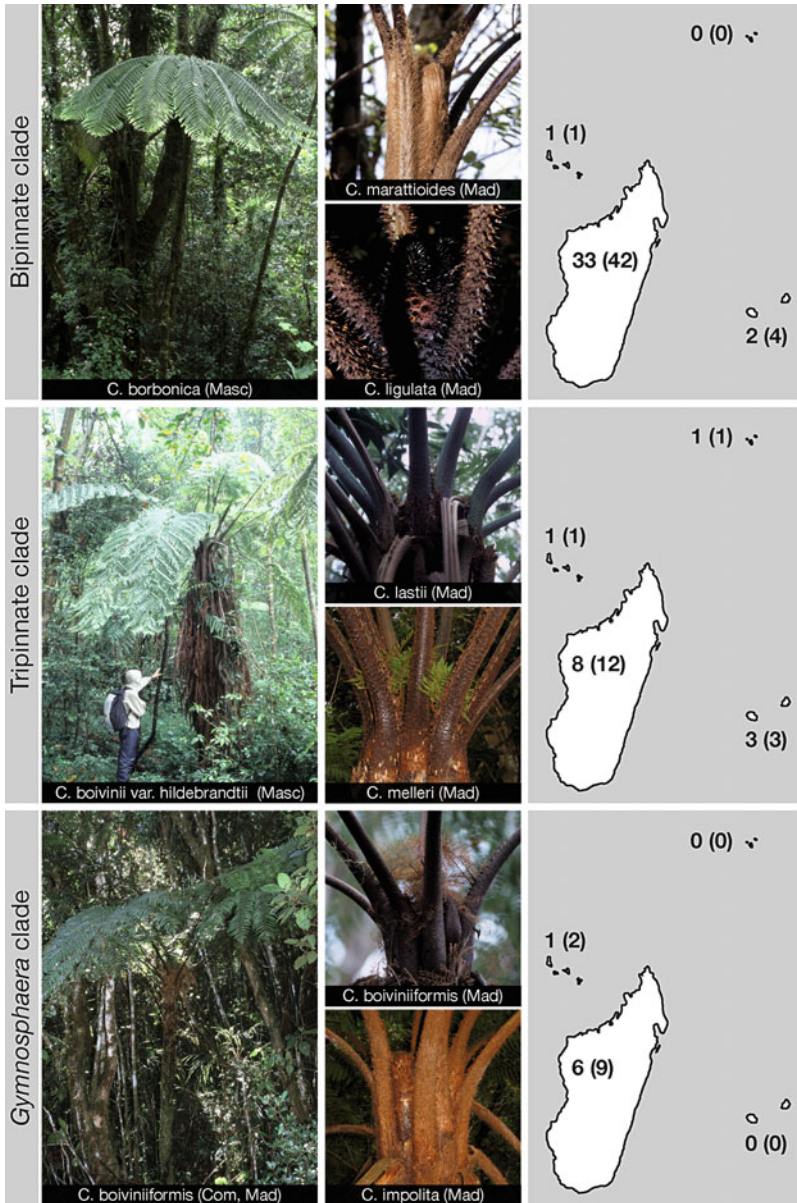 Bipinnate clade
C. borbonica (Masc)
C. marattioides (Mad)
C. ligulata (Mad)
0 (0)
1 (1)
33 (42)
2 (4)
Tripinnate clade
C. boivinii var. hildebrandtii (Masc)
C. lastii (Mad)
C. melleri (Mad)
1 (1)
1 (1)
8 (12)
3 (3)
Gymnosphaera clade
C. boiviniiformis (Com, Mad)
C. boiviniiformis (Mad)
C. impolita (Mad)
0 (0)
1 (2)
6 (9)
0 (0)